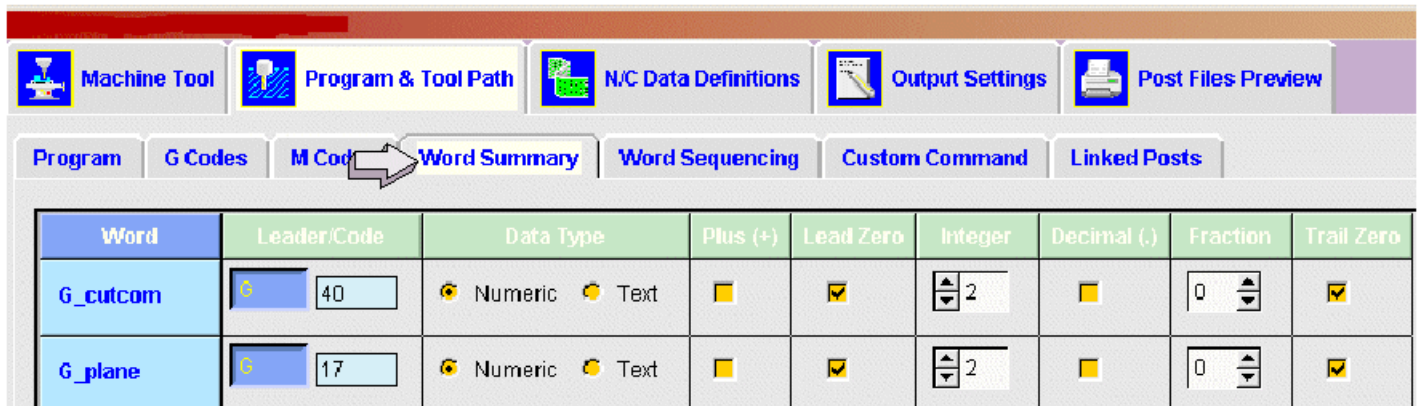 Machine Tool Program & Tool Path N/C Data Definitions Output Settings Post Files Preview
Program G Codes M Cod Word Summary Word Sequencing Custom Command Linked Posts
Word Leader/Code Data Type Plus (+) Lead Zero Integer Decimal (.) Fraction Trail Zero
G_cutcom G 40 Numeric Text 2 0
G_plane G 17 Numeric Text 2 0